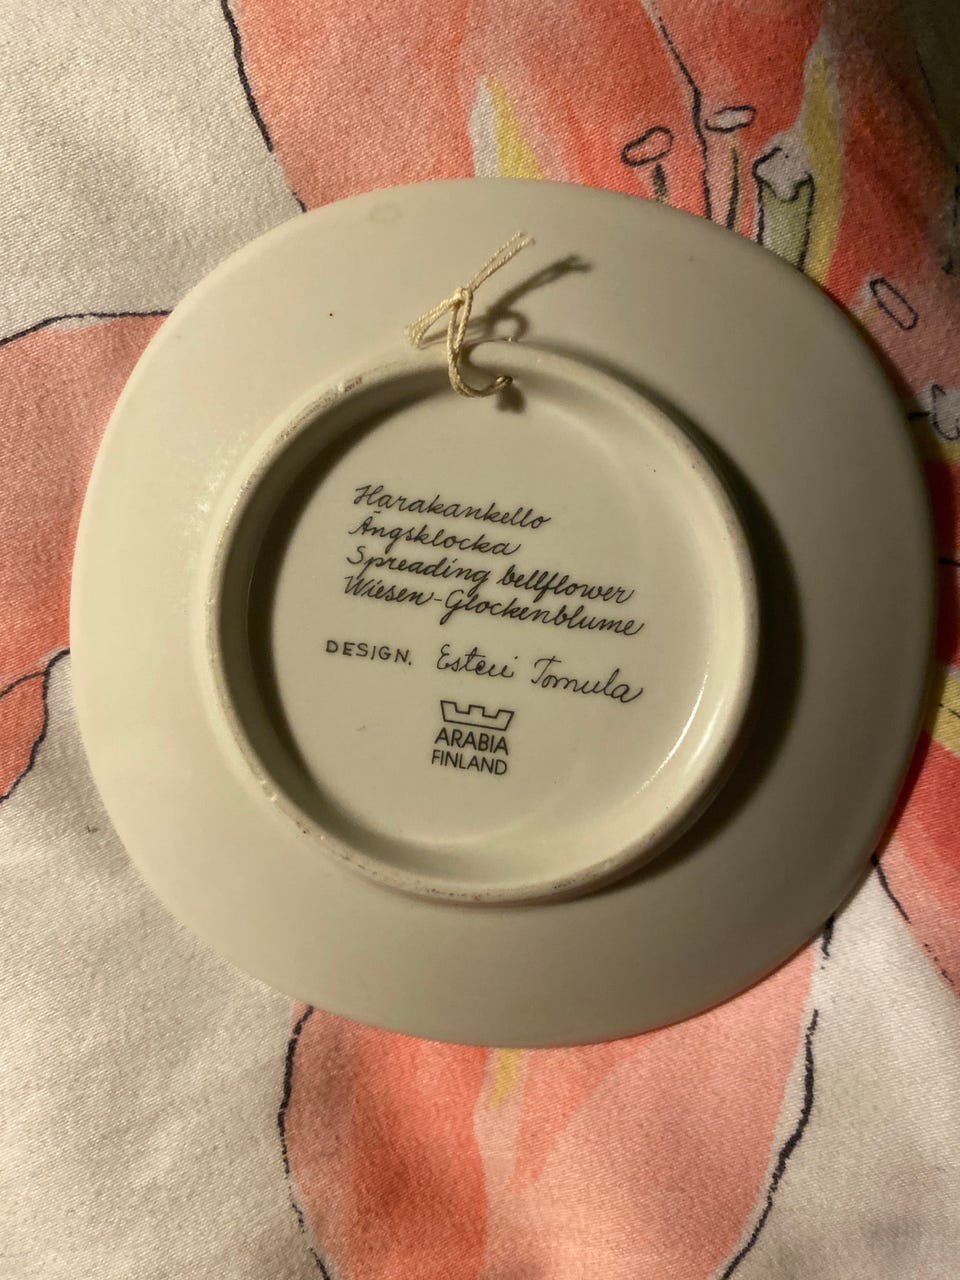 Harakankello
Ängsklocka
Spreading bellflower
Wiesen-Glockenblume
DESIGN. Esteri Tomula
ARABIA
FINLAND